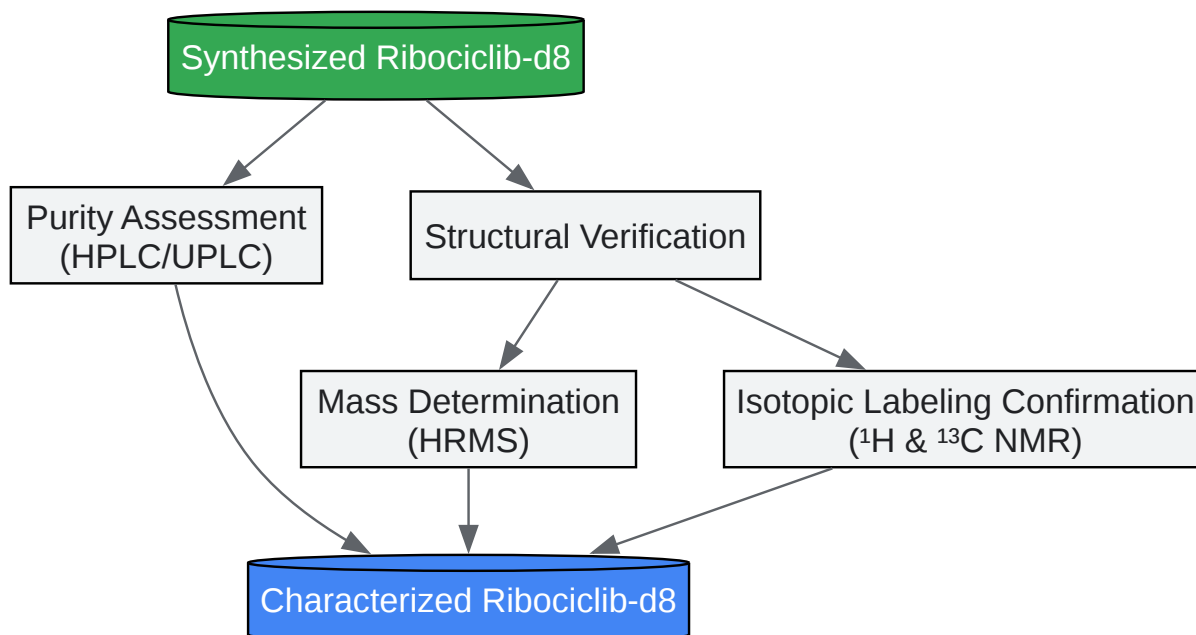 Synthesized Ribociclib-d8
Purity Assessment
(HPLC/UPLC)
Structural Verification
Mass Determination
(HRMS)
Isotopic Labeling Confirmation
(¹H & ¹³C NMR)
Characterized Ribociclib-d8